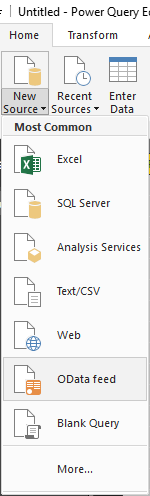 Untitled - Power Query Ed
Home Transform
New Source Recent Sources Enter Data
Most Common
Excel
SQL Server
Analysis Services
Text/CSV
Web
OData feed
Blank Query
More...